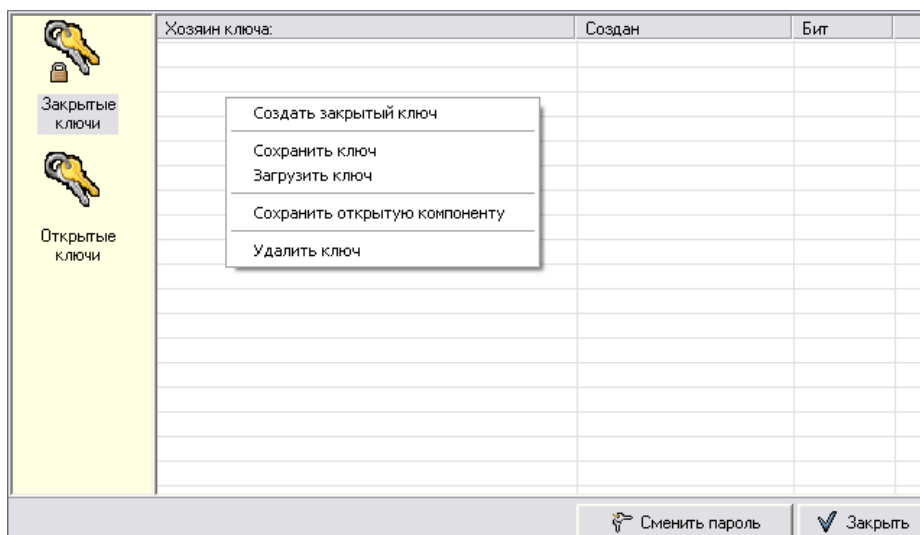 Хозяин ключа: Создан Бит
Закрытые
ключи
Открытые
ключи
Создать закрытый ключ
Сохранить ключ
Загрузить ключ
Сохранить открытую компоненту
Удалить ключ
Сменить пароль Закрыть